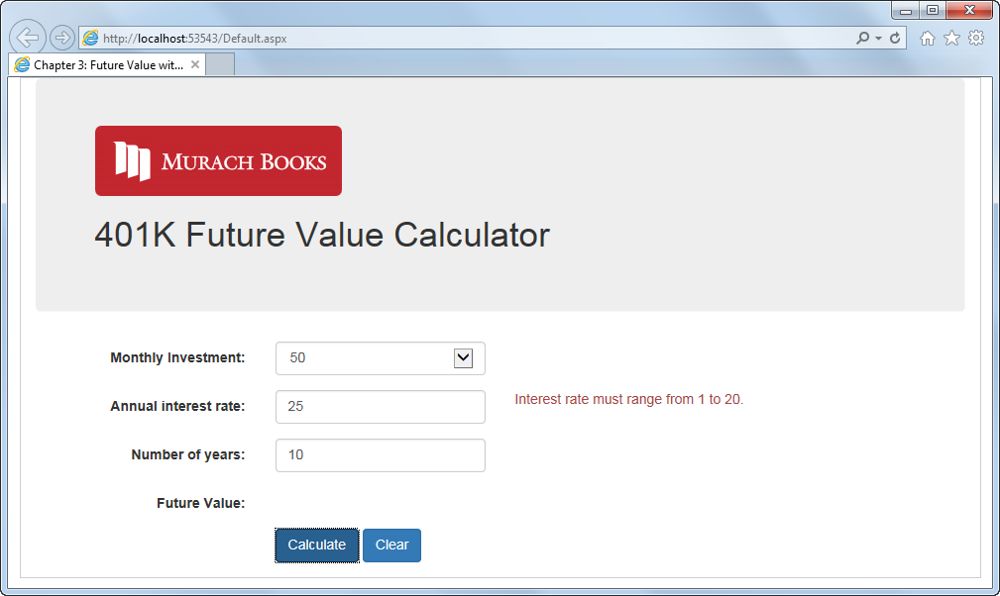 http://localhost:53543/Default.aspx
Chapter 3: Future Value wit...
MURACH BOOKS
401K Future Value Calculator
Monthly Investment: 50
Annual interest rate: 25 Interest rate must range from 1 to 20.
Number of years: 10
Future Value:
Calculate Clear